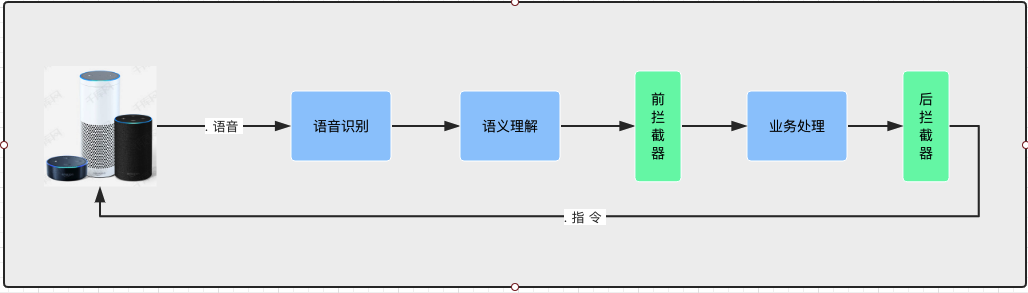 . 语音
语音识别
语义理解
前
拦
截
器
业务处理
后
拦
截
器
. 指 令